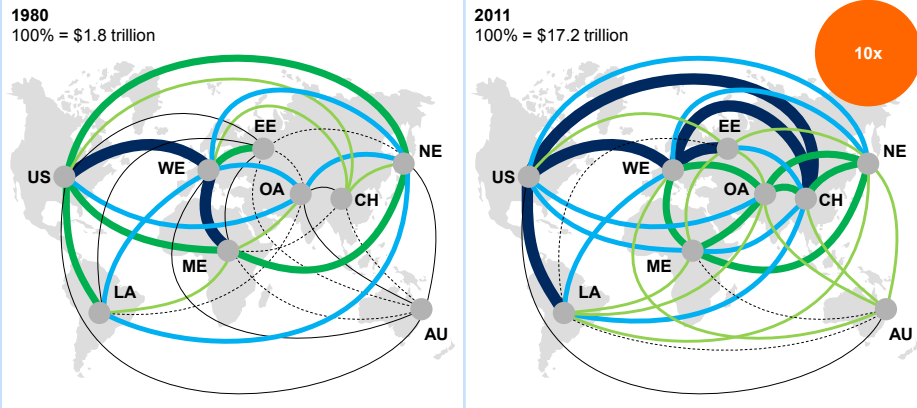 1980
100% = $1.8 trillion
EE
NE
WE
US
OA
CH
ME
LA
AU
2011
100% = $17.2 trillion
10x
EE
NE
WE
US
OA
CH
ME
LA
AU